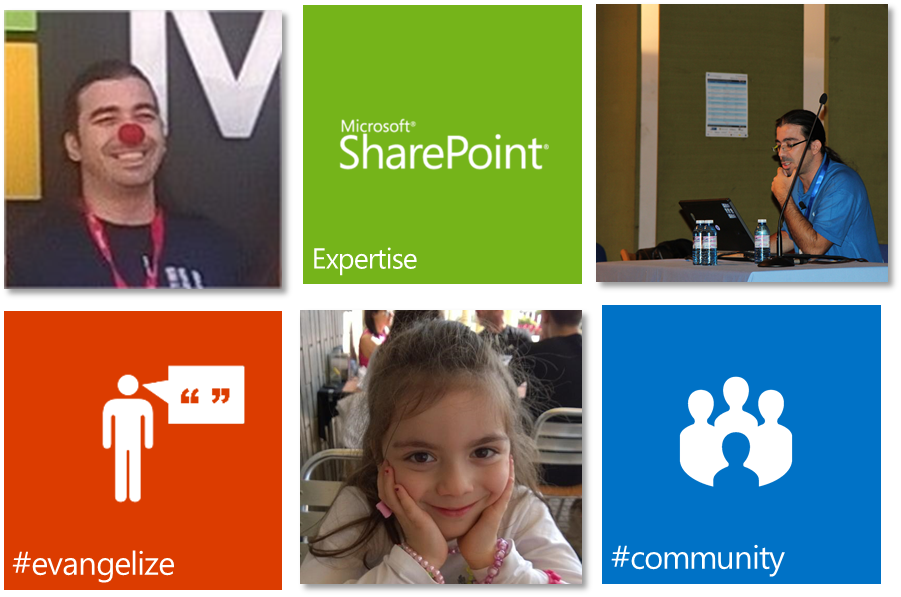 M
Microsoft®
SharePoint®
Expertise
“ ”
#evangelize
#community